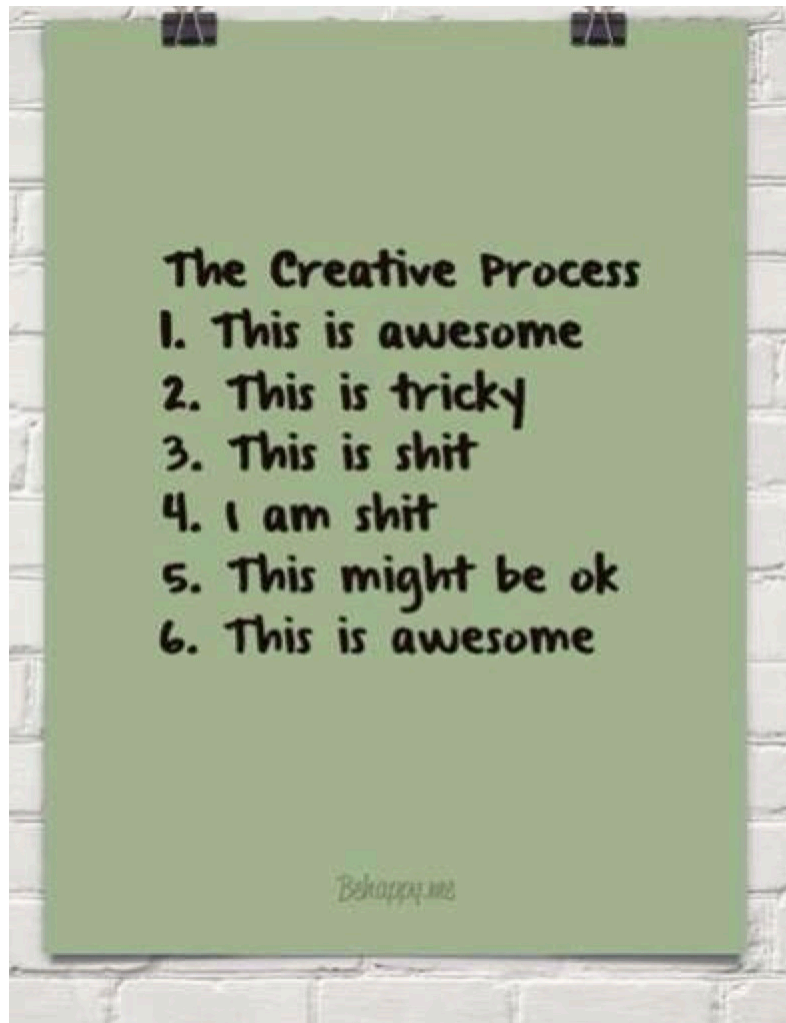 The Creative Process
1. This is awesome
2. This is tricky
3. This is shit
4. I am shit
5. This might be ok
6. This is awesome
Behappy.me